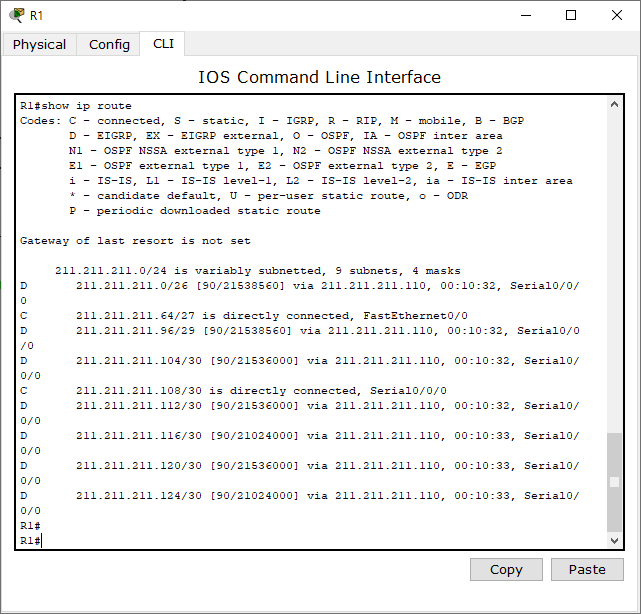 R1
Physical Config CLI
IOS Command Line Interface
R1#show ip route
Codes: C - connected, S - static, I - IGRP, R - RIP, M - mobile, B - BGP
D - EIGRP, EX - EIGRP external, O - OSPF, IA - OSPF inter area
N1 - OSPF NSSA external type 1, N2 - OSPF NSSA external type 2
E1 - OSPF external type 1, E2 - OSPF external type 2, E - EGP
i - IS-IS, L1 - IS-IS level-1, L2 - IS-IS level-2, ia - IS-IS inter area
* - candidate default, U - per-user static route, o - ODR
P - periodic downloaded static route
Gateway of last resort is not set
211.211.211.0/24 is variably subnetted, 9 subnets, 4 masks
D 211.211.211.0/26 [90/21538560] via 211.211.211.110, 00:10:32, Serial0/0/
0
C 211.211.211.64/27 is directly connected, FastEthernet0/0
D 211.211.211.96/29 [90/21538560] via 211.211.211.110, 00:10:32, Serial0/0
/0
D 211.211.211.104/30 [90/21536000] via 211.211.211.110, 00:10:32, Serial0/
0/0
C 211.211.211.108/30 is directly connected, Serial0/0/0
D 211.211.211.112/30 [90/21536000] via 211.211.211.110, 00:10:32, Serial0/
0/0
D 211.211.211.116/30 [90/21024000] via 211.211.211.110, 00:10:33, Serial0/
0/0
D 211.211.211.120/30 [90/21536000] via 211.211.211.110, 00:10:33, Serial0/
0/0
D 211.211.211.124/30 [90/21024000] via 211.211.211.110, 00:10:33, Serial0/
0/0
R1#
R1#
Copy Paste